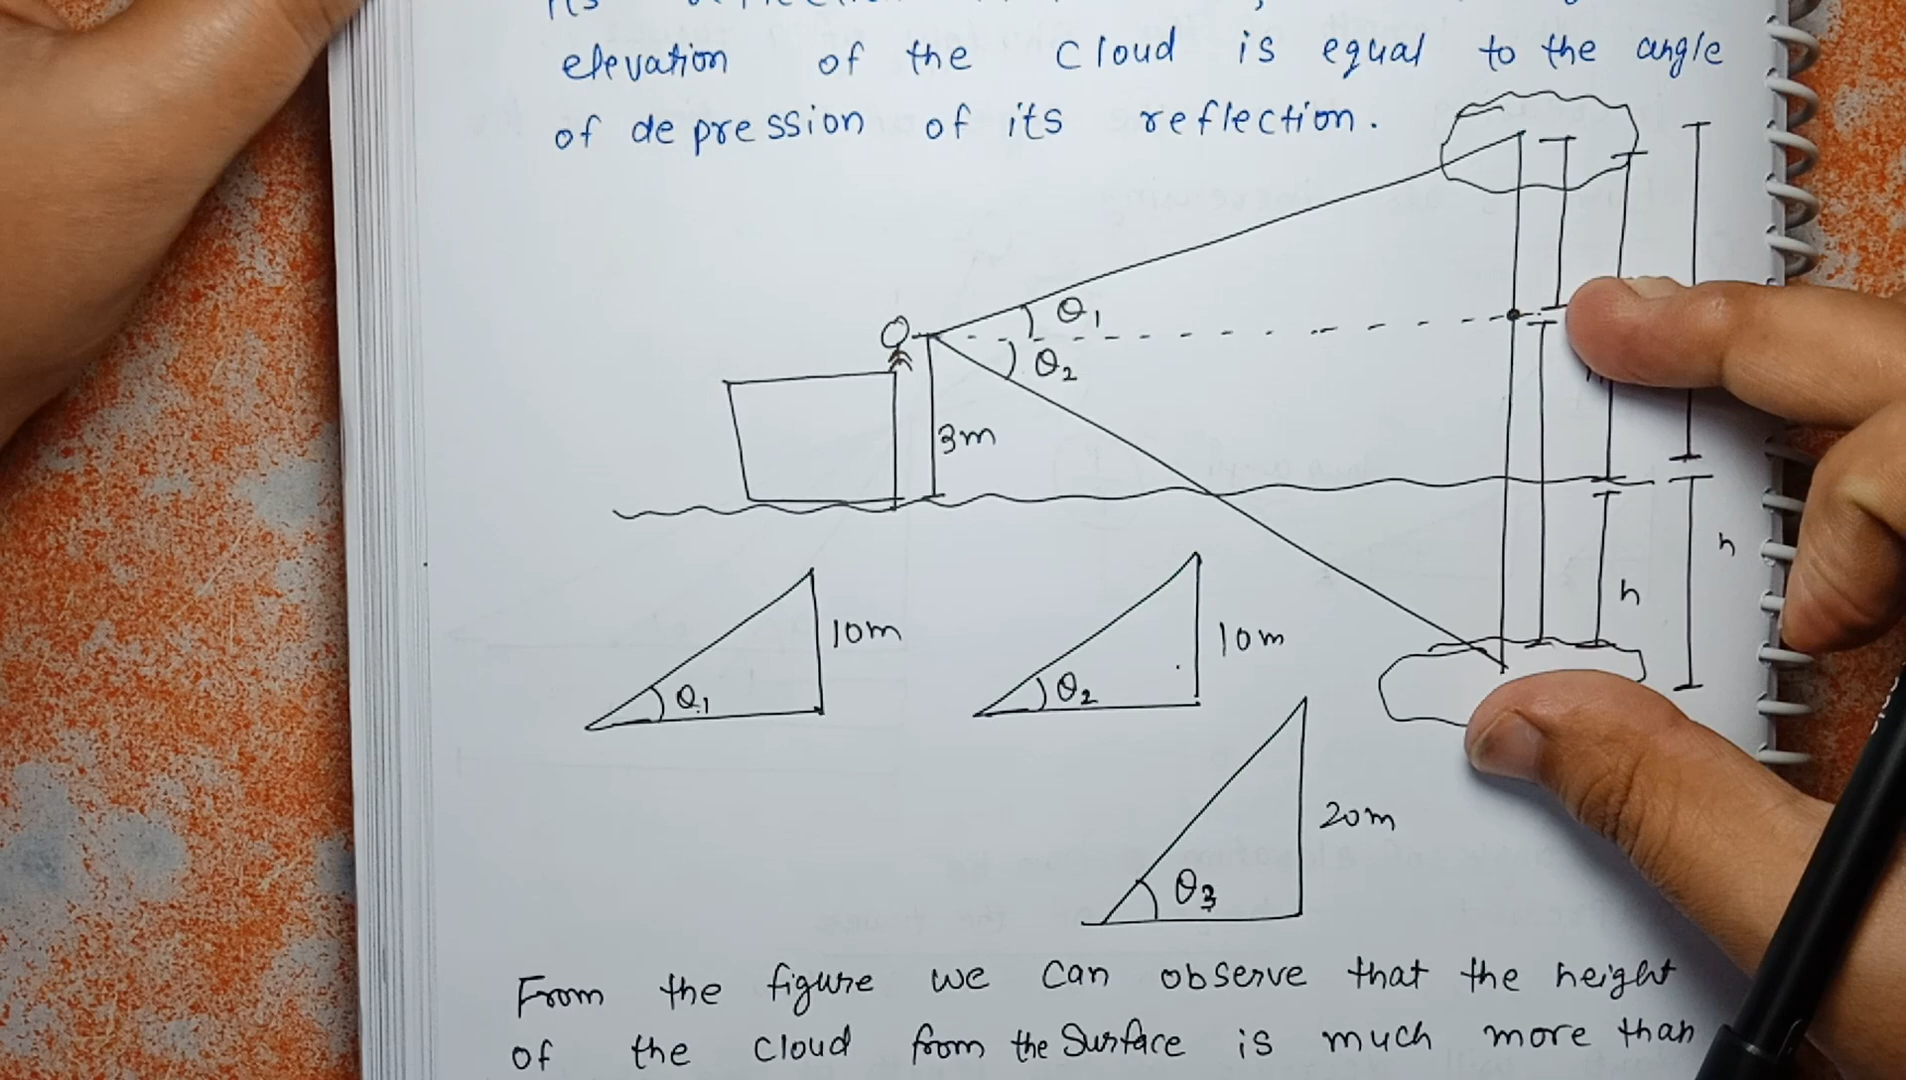 elevation of the cloud is equal to the angle
of depression of its reflection.
θ1
θ2
3m
h
h
10m
θ1
10m
θ2
20m
θ3
From the figure we can observe that the height
of the cloud from the surface is much more than